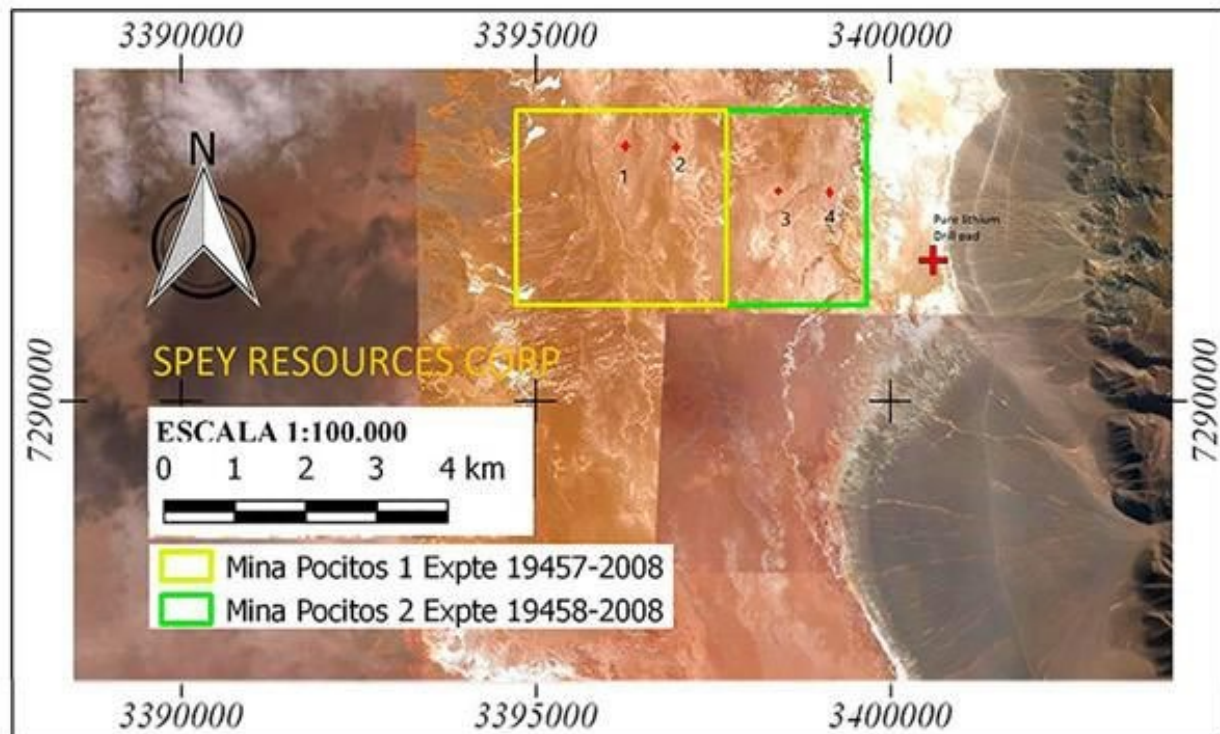 3390000 3395000 3400000
N
1 2
3 4
Pure lithium
Drill pad
SPEY RESOURCES CORP
7290000 7290000
ESCALA 1:100.000
0 1 2 3 4 km
Mina Pocitos 1 Expte 19457-2008
Mina Pocitos 2 Expte 19458-2008
3390000 3395000 3400000